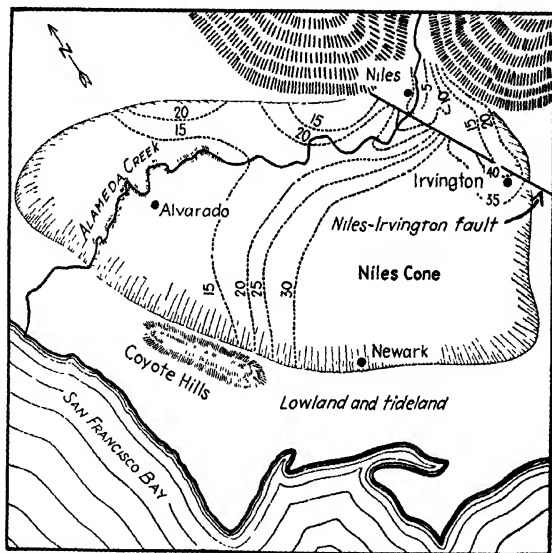 N
Niles
20
15
15
20
5
10
15
20
ALAMEDA CREEK
Alvarado
Irvington
40
35
Niles-Irvington fault
Niles Cone
15
20
25
30
Newark
Coyote Hills
Lowland and tideland
SAN FRANCISCO BAY